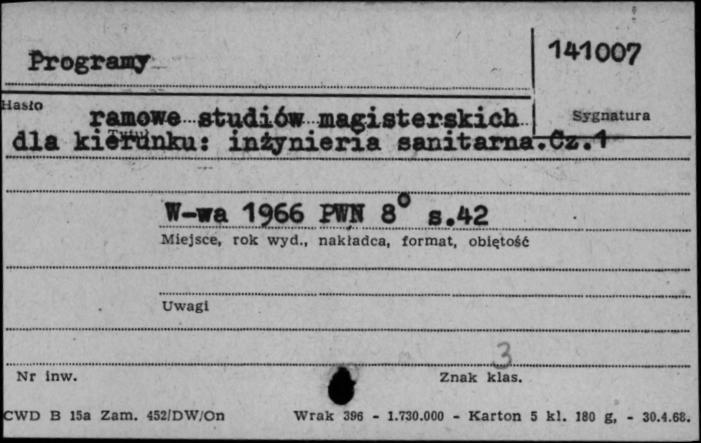 Programy
141007
Hasło
Sygnatura
ramowe studiów magisterskich
dla kierunku: inżynieria sanitarna.Cz.1
W-wa 1966 PWN 8° s.42
Miejsce, rok wyd., nakładca, format, objętość
Uwagi
3
Nr inw.
Znak klas.
CWD B 15a Zam. 452/DW/On Wrak 396 - 1.730.000 - Karton 5 kl. 180 g, - 30.4.68.